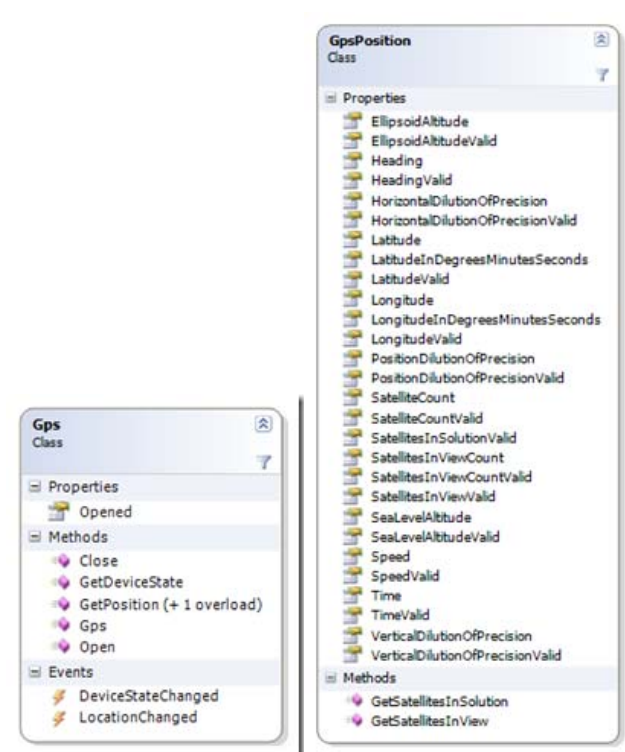 GpsPosition
Class
Properties
EllipsoidAltitude
EllipsoidAltitudeValid
Heading
HeadingValid
HorizontalDilutionOfPrecision
HorizontalDilutionOfPrecisionValid
Latitude
LatitudeInDegreesMinutesSeconds
LatitudeValid
Longitude
LongitudeInDegreesMinutesSeconds
LongitudeValid
PositionDilutionOfPrecision
PositionDilutionOfPrecisionValid
SatelliteCount
SatelliteCountValid
SatellitesInSolutionValid
SatellitesInViewCount
SatellitesInViewCountValid
SatellitesInViewValid
SeaLevelAltitude
SeaLevelAltitudeValid
Speed
SpeedValid
Time
TimeValid
VerticalDilutionOfPrecision
VerticalDilutionOfPrecisionValid
Methods
GetSatellitesInSolution
GetSatellitesInView
Gps
Class
Properties
Opened
Methods
Close
GetDeviceState
GetPosition (+ 1 overload)
Gps
Open
Events
DeviceStateChanged
LocationChanged